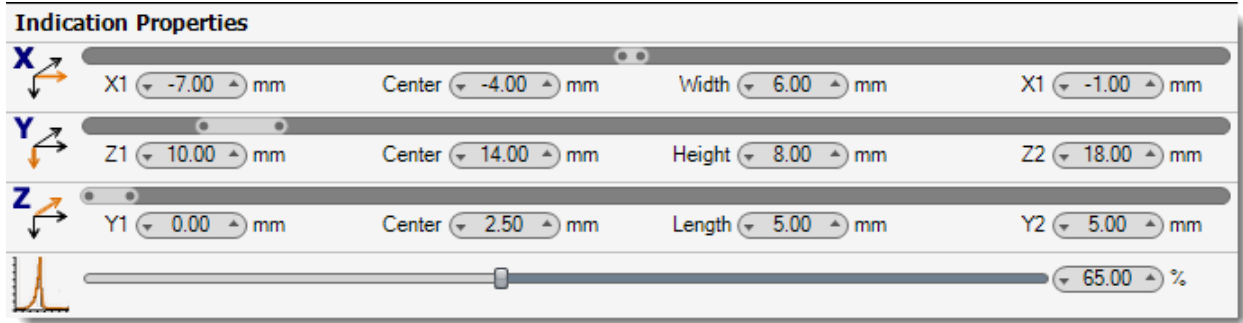 Indication Properties
X
X1 -7.00 mm Center -4.00 mm Width 6.00 mm X1 -1.00 mm
Y
Z1 10.00 mm Center 14.00 mm Height 8.00 mm Z2 18.00 mm
Z
Y1 0.00 mm Center 2.50 mm Length 5.00 mm Y2 5.00 mm
65.00 %